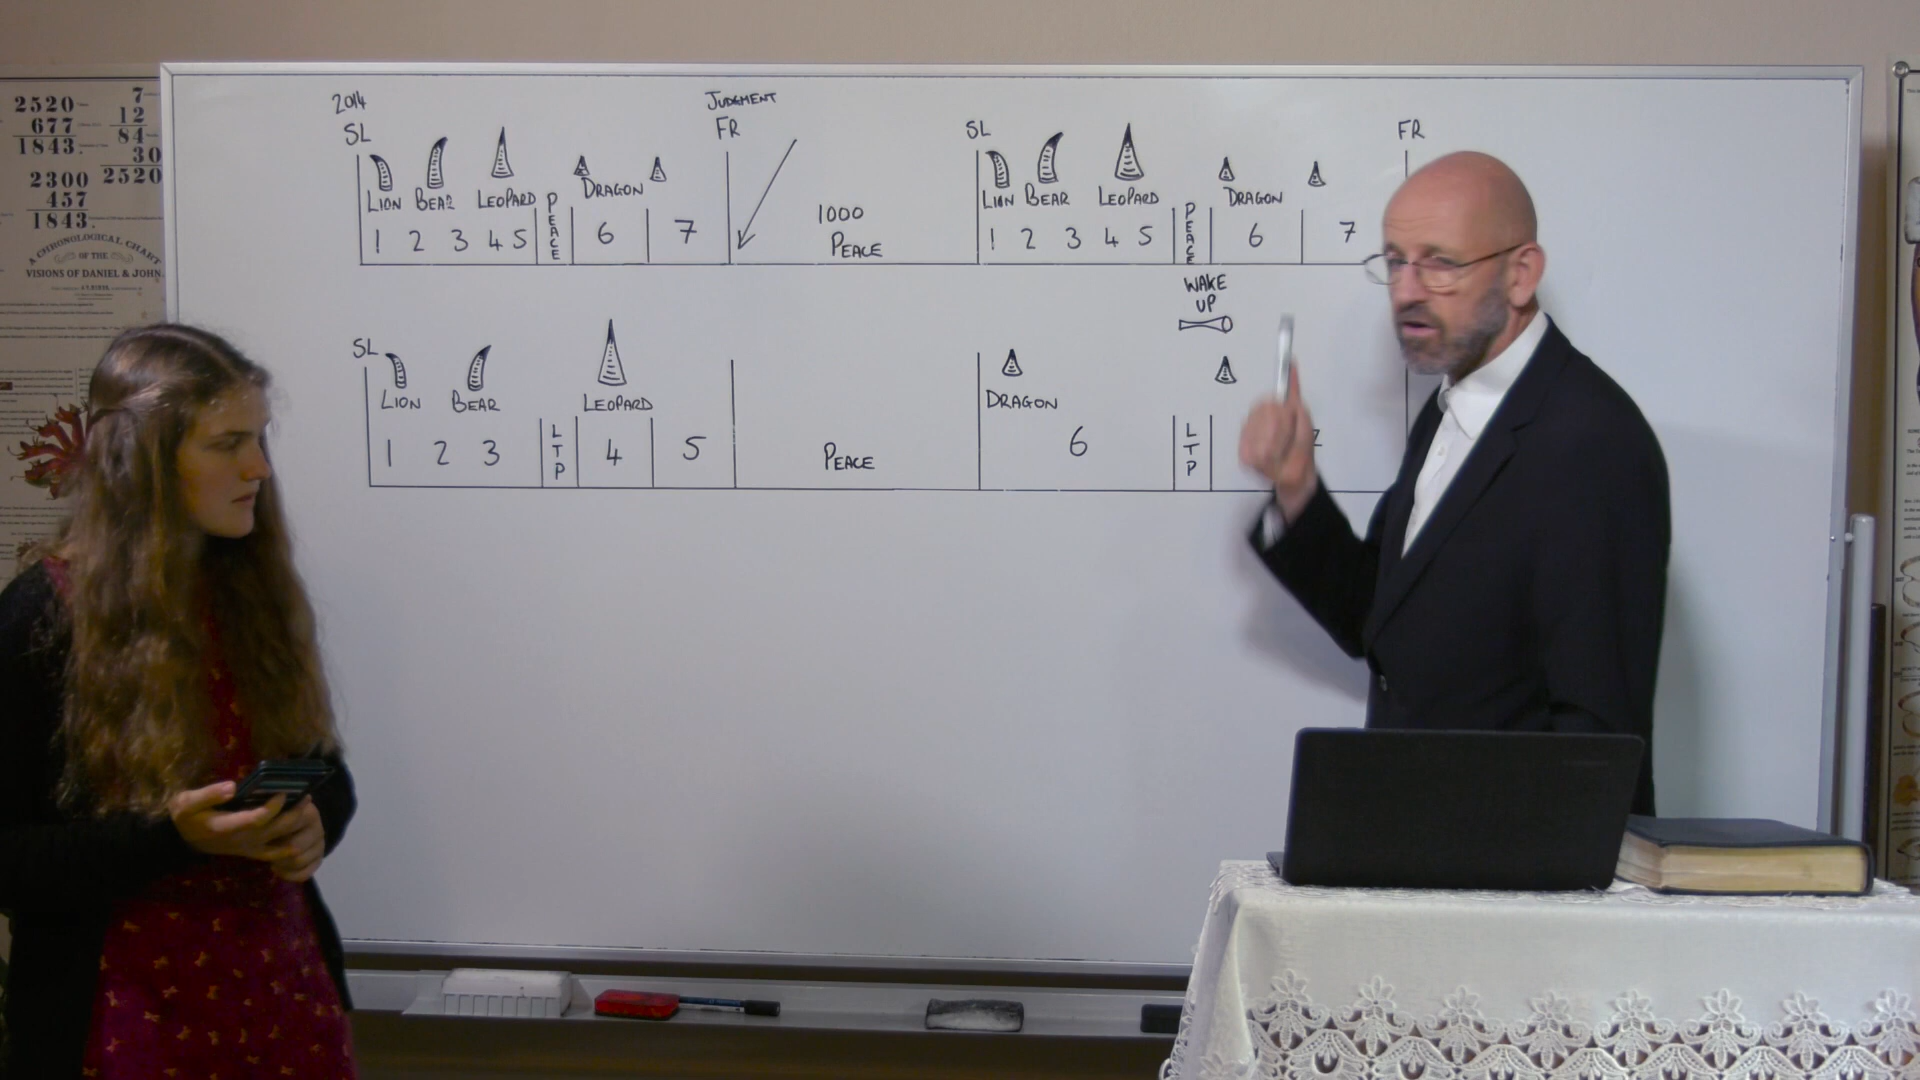 2520
677
1843.
2300
457
1843.
7
12
84
30
2520
A CHRONOLOGICAL CHART
OF THE
VISIONS OF DANIEL & JOHN
2014
SL
JUDGMENT
FR
SL
FR
LION BEAR LEOPARD PEACE DRAGON
1 2 3 4 5 6 7
1000
PEACE
LION BEAR LEOPARD PEACE DRAGON
1 2 3 4 5 6 7
WAKE
UP
SL
LION BEAR LEOPARD
1 2 3 LTP 4 5
PEACE
DRAGON
6 LTP